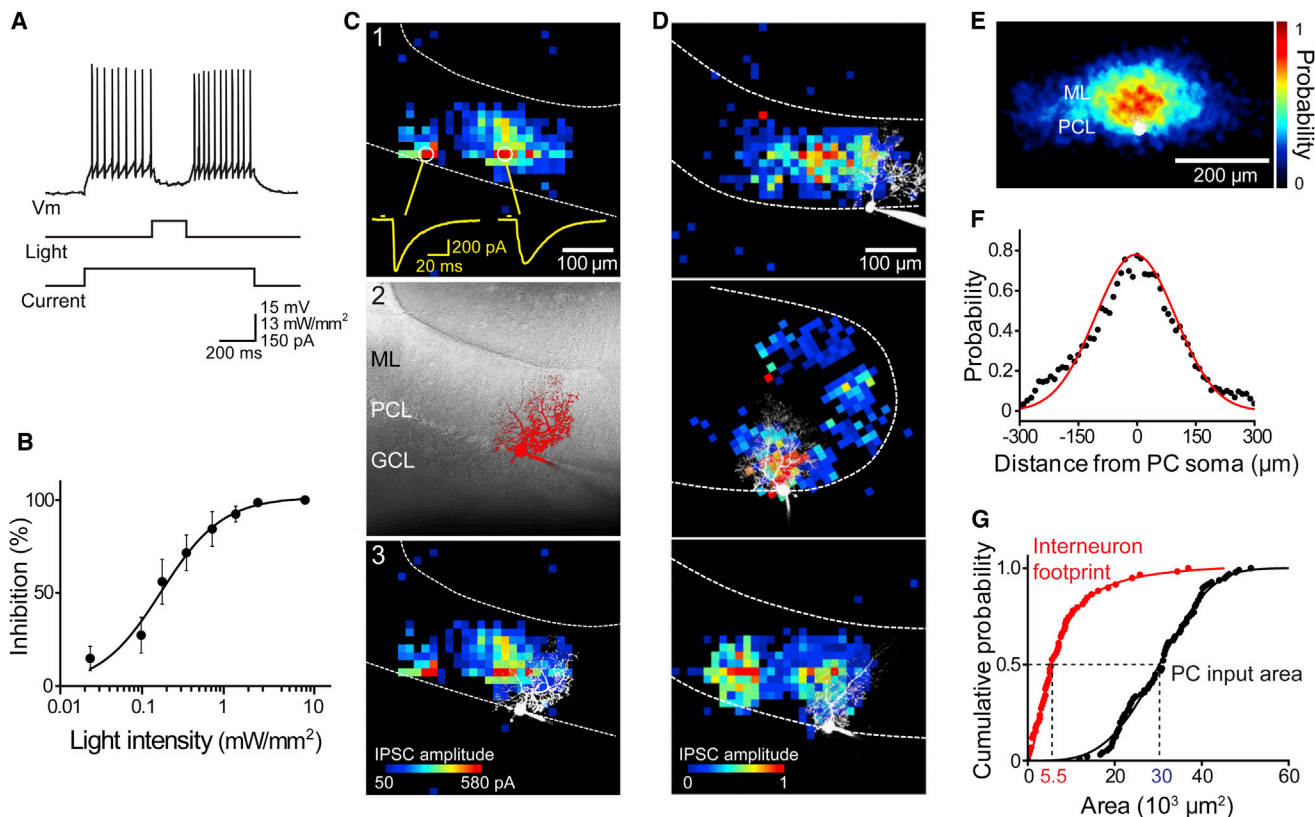 A
Vm
Light
Current
15 mV
13 mW/mm²
150 pA
200 ms
B
Inhibition (%)
100
50
0
0.01
0.1
1
10
Light intensity (mW/mm²)
C
1
200 pA
20 ms
100 µm
2
ML
PCL
GCL
3
IPSC amplitude
50
580 pA
D
100 µm
IPSC amplitude
0
1
E
ML
PCL
200 µm
1
0
Probability
F
Probability
0.8
0.6
0.4
0.2
0
-300
-150
0
150
300
Distance from PC soma (µm)
G
Cumulative probability
1.0
0.5
0
Interneuron
footprint
PC input area
0
5.5
20
30
40
60
Area (10³ µm²)